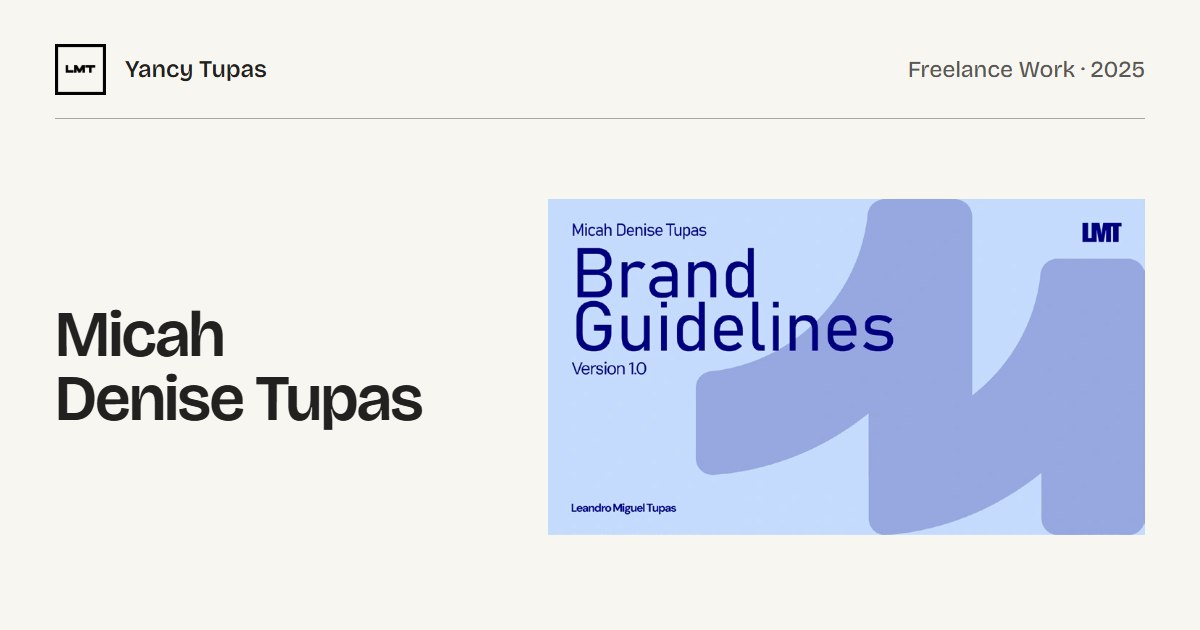 LMT
Yancy Tupas
Freelance Work · 2025
Micah
Denise Tupas
Micah Denise Tupas
LMT
Brand
Guidelines
Version 1.0
Leandro Miguel Tupas